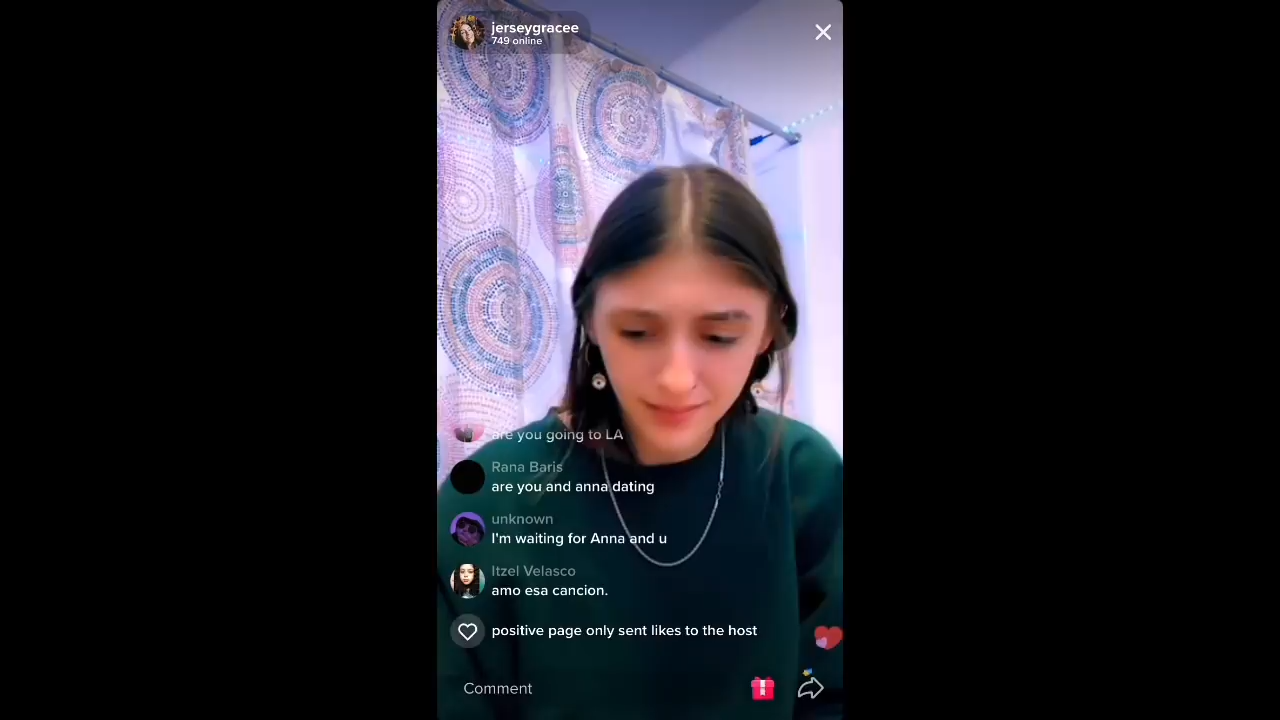 jerseygracee
749 online
are you going to LA
Rana Baris
are you and anna dating
unknown
I'm waiting for Anna and u
Itzel Velasco
amo esa cancion.
positive page only sent likes to the host
Comment